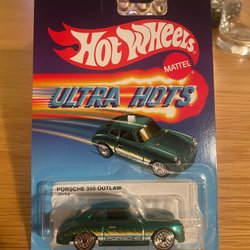 Hot Wheels
MATTEL
ULTRA HOTS
PORSCHE 356 OUTLAW
PORSCHE